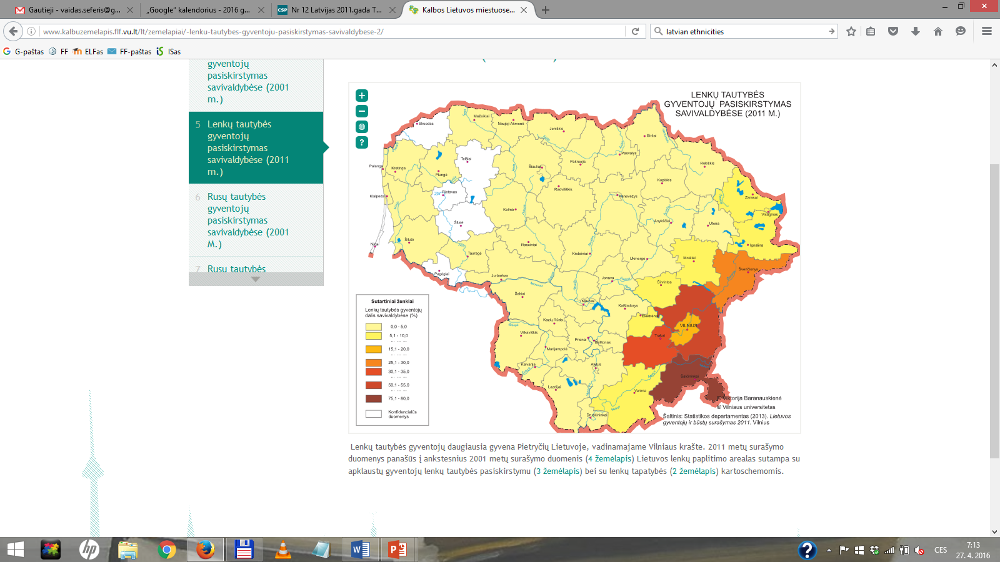 Gautieji - vaidas.seferis@g...
„Google“ kalendorius - 2016 g...
CSP Nr 12 Latvijas 2011.gada T...
Kalbos Lietuvos miestuose...
www.kalbuzemelapis.flf.vu.lt/lt/zemelapiai/-lenku-tautybes-gyventoju-pasiskirstymas-savivaldybese-2/
latvian ethnicities
G-paštas
FF
ELFas
FF-paštas
ISas
gyventojų
pasiskirstymas
savivaldybėse (2001
m.)
5 Lenkų tautybės
gyventojų
pasiskirstymas
savivaldybėse (2011
m.)
6 Rusų tautybės
gyventojų
pasiskirstymas
savivaldybėse (2001
M.)
7 Rusų tautybės
LENKŲ TAUTYBĖS
GYVENTOJŲ PASISKIRSTYMAS
SAVIVALDYBĖSE (2011 M.)
Skuodas
Mažeikiai
Naujoji Akmenė
Joniškis
Biržai
Pasvalys
Pakruojis
Rokiškis
Palanga
Kretinga
Plungė
Telšiai
Šiauliai
Radviliškis
Kupiškis
Panevėžys
Zarasai
Visaginas
Klaipėda
Rietavas
Kelmė
Šilalė
Anykščiai
Utena
Ignalina
Nida
Šilutė
Tauragė
Raseiniai
Kėdainiai
Ukmergė
Molėtai
Švenčionys
Pagėgiai
Jurbarkas
Jonava
Širvintos
Šakiai
Kaunas
Kaišiadorys
Elektrėnai
VILNIUS
Trakai
Kazlų Rūda
Vilkaviškis
Prienai
Birštonas
Marijampolė
Kalvarija
Alytus
Šalčininkai
Lazdijai
Varėna
Druskininkai
Sutartiniai ženklai
Lenkų tautybės gyventojų
dalis savivaldybėse (%)
0,0 - 5,0
5,1 - 10,0
... ... ...
15,1 - 20,0
... ... ...
25,1 - 30,0
30,1 - 35,0
... ... ...
50,1 - 55,0
... ... ...
75,1 - 80,0
Konfidencialūs
duomenys
© Viktorija Baranauskienė
© Vilniaus universitetas
Šaltinis: Statistikos departamentas (2013). Lietuvos
gyventojų ir būstų surašymas 2011. Vilnius
Lenkų tautybės gyventojų daugiausia gyvena Pietryčių Lietuvoje, vadinamajame Vilniaus krašte. 2011 metų surašymo
duomenys panašūs į ankstesnius 2001 metų surašymo duomenis (4 žemėlapis) Lietuvos lenkų paplitimo arealas sutampa su
apklaustų gyventojų lenkų tautybės pasiskirstymu (3 žemėlapis) bei su lenkų tapatybės (2 žemėlapis) kartoschemomis.
CES
7:13
27. 4. 2016